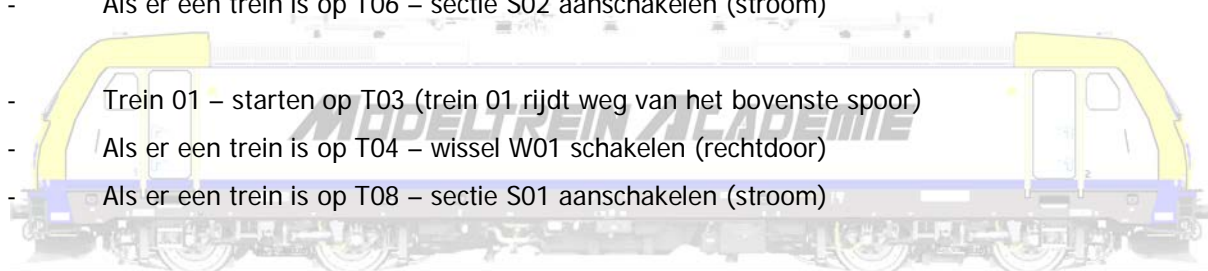 - Als er een trein is op T06 – sectie S02 aanschakelen (stroom)
- Trein 01 – starten op T03 (trein 01 rijdt weg van het bovenste spoor)
MODELTREIN ACADEMIE
- Als er een trein is op T04 – wissel W01 schakelen (rechtdoor)
- Als er een trein is op T08 – sectie S01 aanschakelen (stroom)